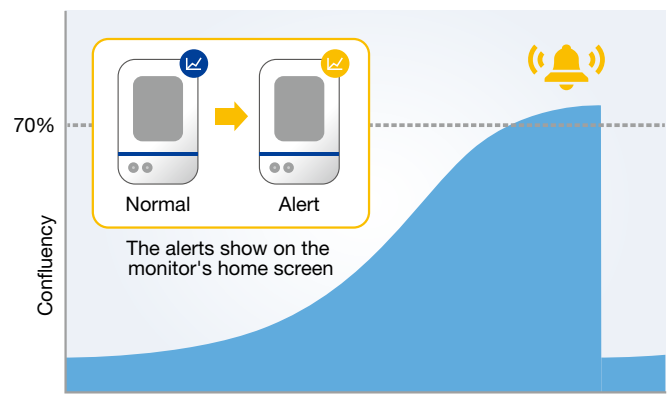 70%
Normal
Alert
The alerts show on the
monitor's home screen
Confluency